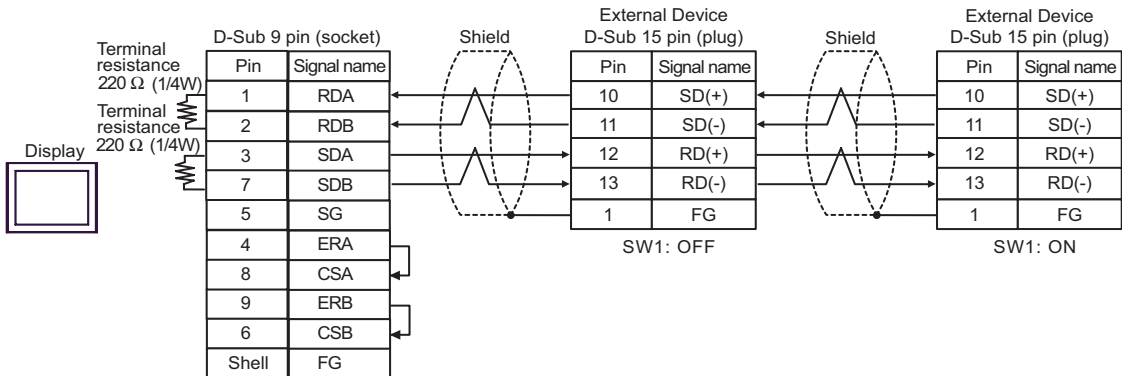 Display
Terminal
resistance
220 Ω (1/4W)
Terminal
resistance
220 Ω (1/4W)
D-Sub 9 pin (socket)
Pin Signal name
1 RDA
2 RDB
3 SDA
7 SDB
5 SG
4 ERA
8 CSA
9 ERB
6 CSB
Shell FG
Shield
External Device
D-Sub 15 pin (plug)
Pin Signal name
10 SD(+)
11 SD(-)
12 RD(+)
13 RD(-)
1 FG
SW1: OFF
Shield
External Device
D-Sub 15 pin (plug)
Pin Signal name
10 SD(+)
11 SD(-)
12 RD(+)
13 RD(-)
1 FG
SW1: ON